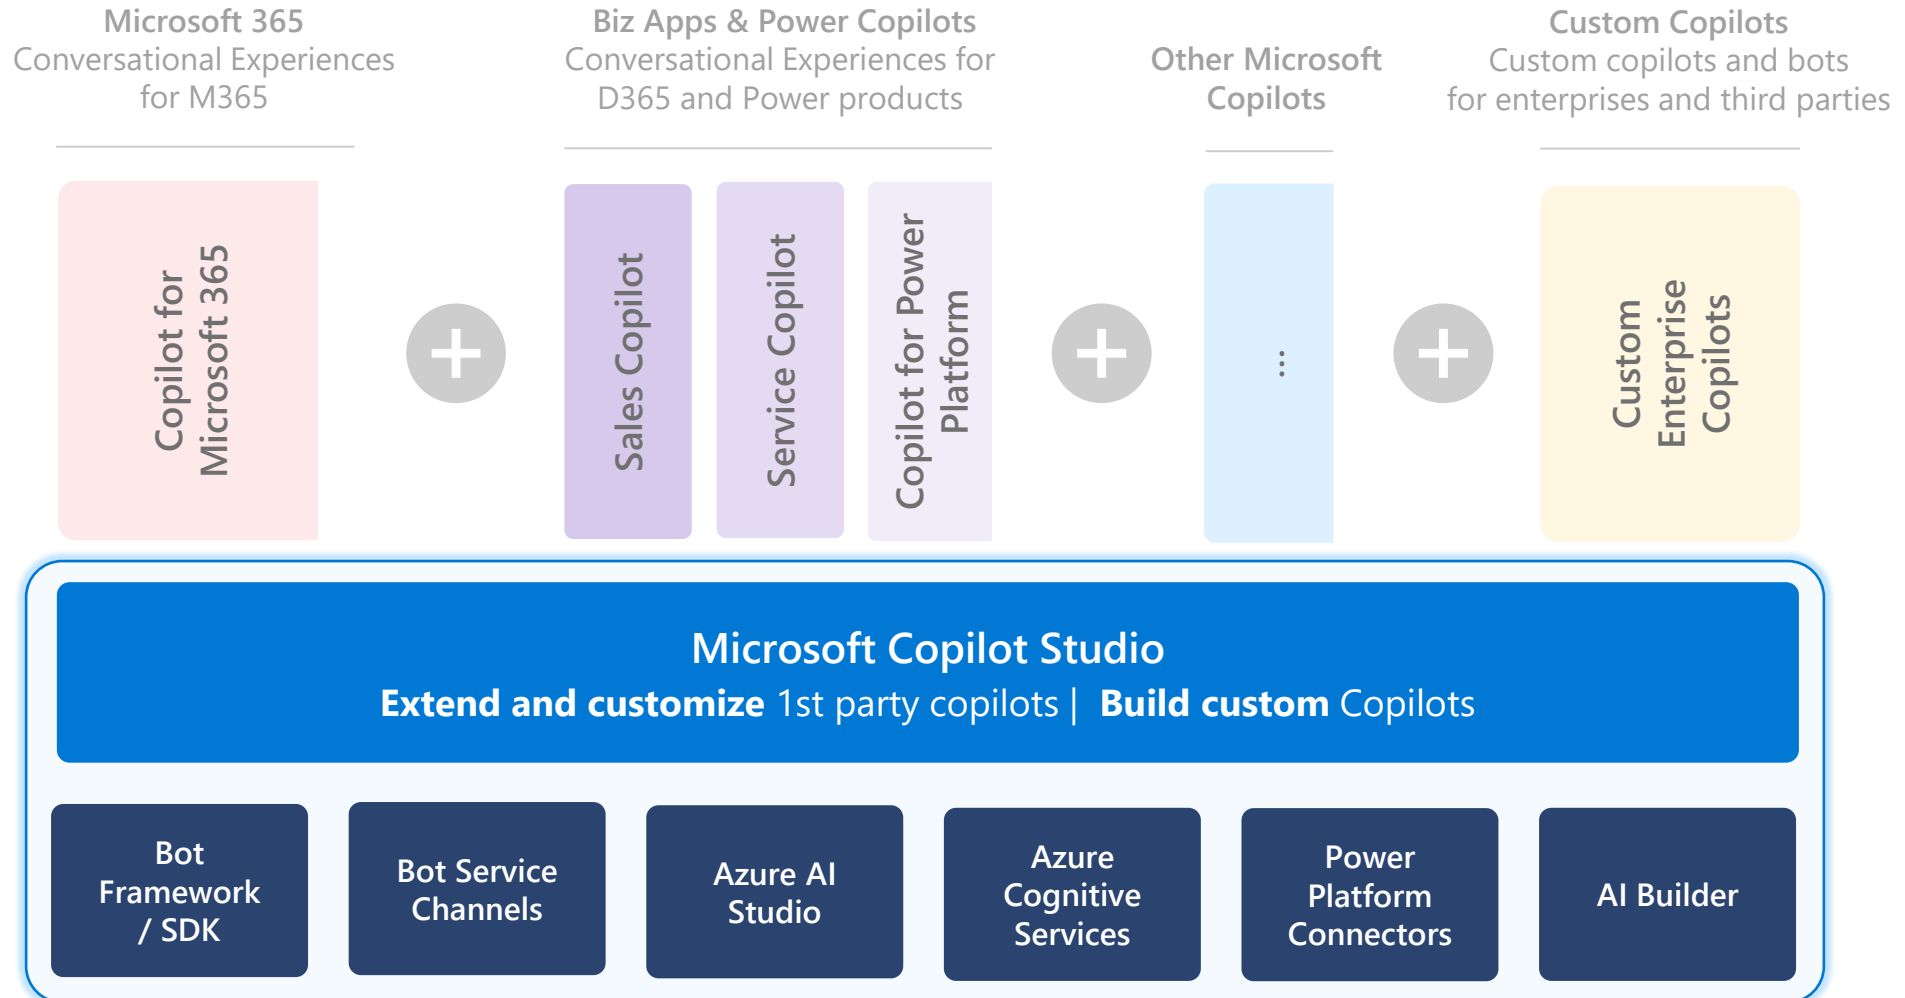 Microsoft 365
Conversational Experiences
for M365
Biz Apps & Power Copilots
Conversational Experiences for
D365 and Power products
Other Microsoft
Copilots
Custom Copilots
Custom copilots and bots
for enterprises and third parties
Copilot for
Microsoft 365
Sales Copilot
Service Copilot
Copilot for Power
Platform
...
Custom
Enterprise
Copilots
Microsoft Copilot Studio
Extend and customize 1st party copilots | Build custom Copilots
Bot
Framework
/ SDK
Bot Service
Channels
Azure AI
Studio
Azure
Cognitive
Services
Power
Platform
Connectors
AI Builder